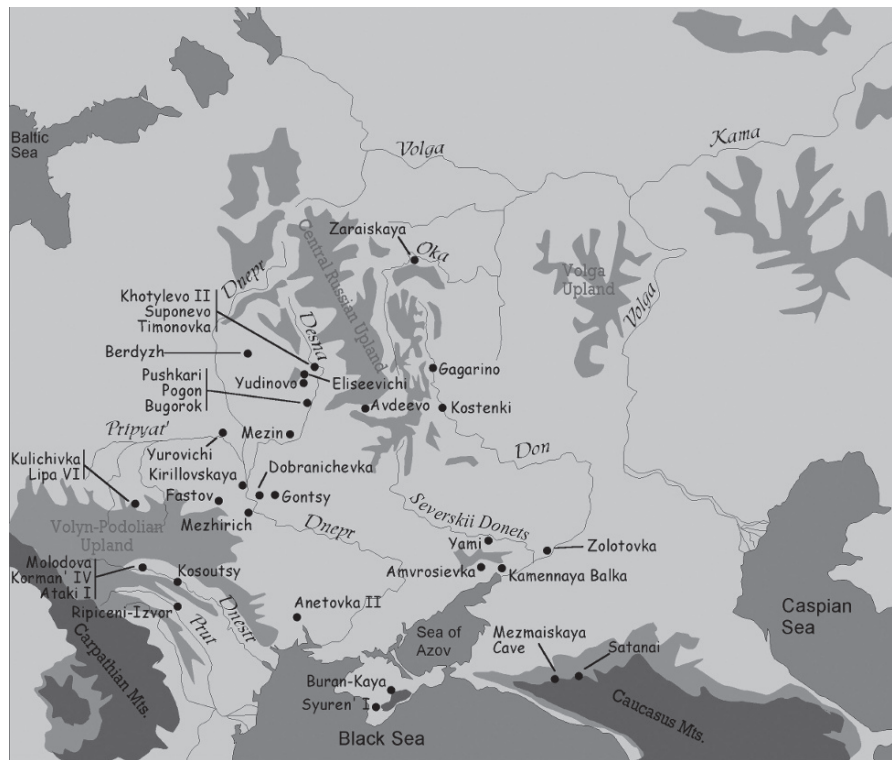 Baltic
Sea
Volga
Kama
Zaraiskaya
Oka
Central Russian Upland
Dnepr
Volga
Upland
Volga
Khotylevo II
Suponevo
Timonovka
Desna
Berdyzh
Pushkari
Pogon
Bugorok
Yudinovo
Eliseevichi
Gagarino
Avdeevo
Kostenki
Pripyat'
Mezin
Don
Kulichivka
Lipa VI
Yurovichi
Kirillovskaya
Dobranichevka
Fastov
Gontsy
Mezhirich
Dnepr
Severskii Donets
Volyn-Podolian
Upland
Yami
Zolotovka
Molodova
Korman' IV
Ataki I
Kosoutsy
Amvrosievka
Kamennaya Balka
Ripiceni-Izvor
Prut
Dnestr
Anetovka II
Sea of
Azov
Mezmaiskaya
Cave
Satanai
Caspian
Sea
Carpathian Mts.
Buran-Kaya
Syuren' I
Caucasus Mts.
Black Sea